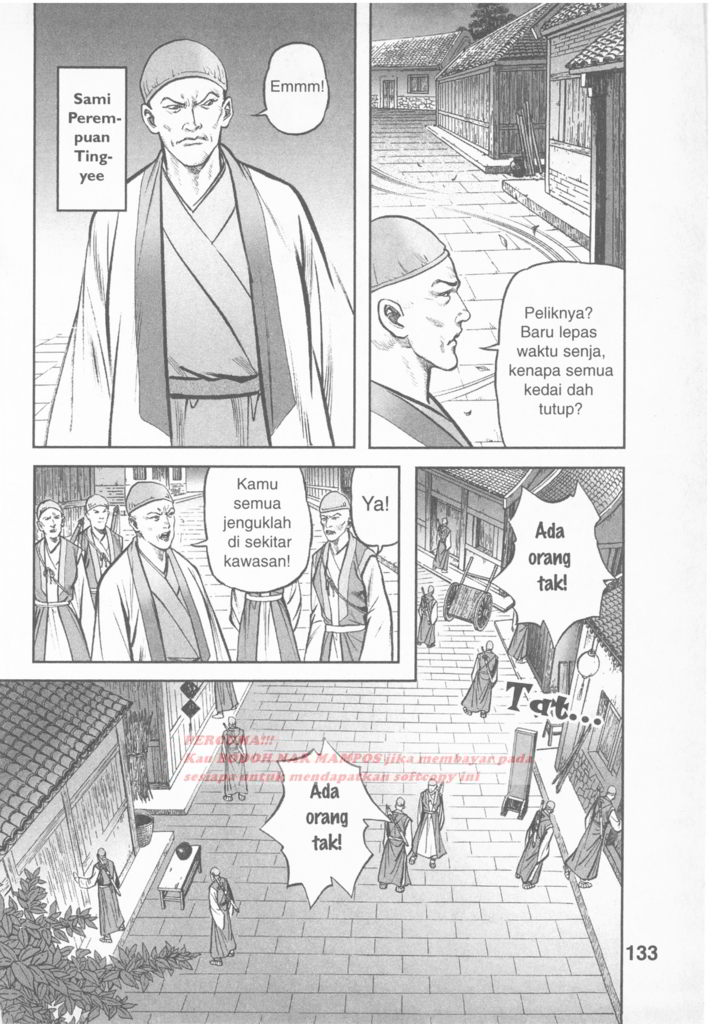 Emmm!
Sami
Perem-
puan
Ting-
yee
Peliknya?
Baru lepas
waktu senja,
kenapa semua
kedai dah
tutup?
Kamu
semua
jenguklah
di sekitar
kawasan!
Ya!
Ada
orang
tak!
Tat...
PERCUMA!!!
Kau BODOH NAK MAMPOS jika membayar pada
sesiapa untuk mendapatkan softcopy ini
Ada
orang
tak!
133